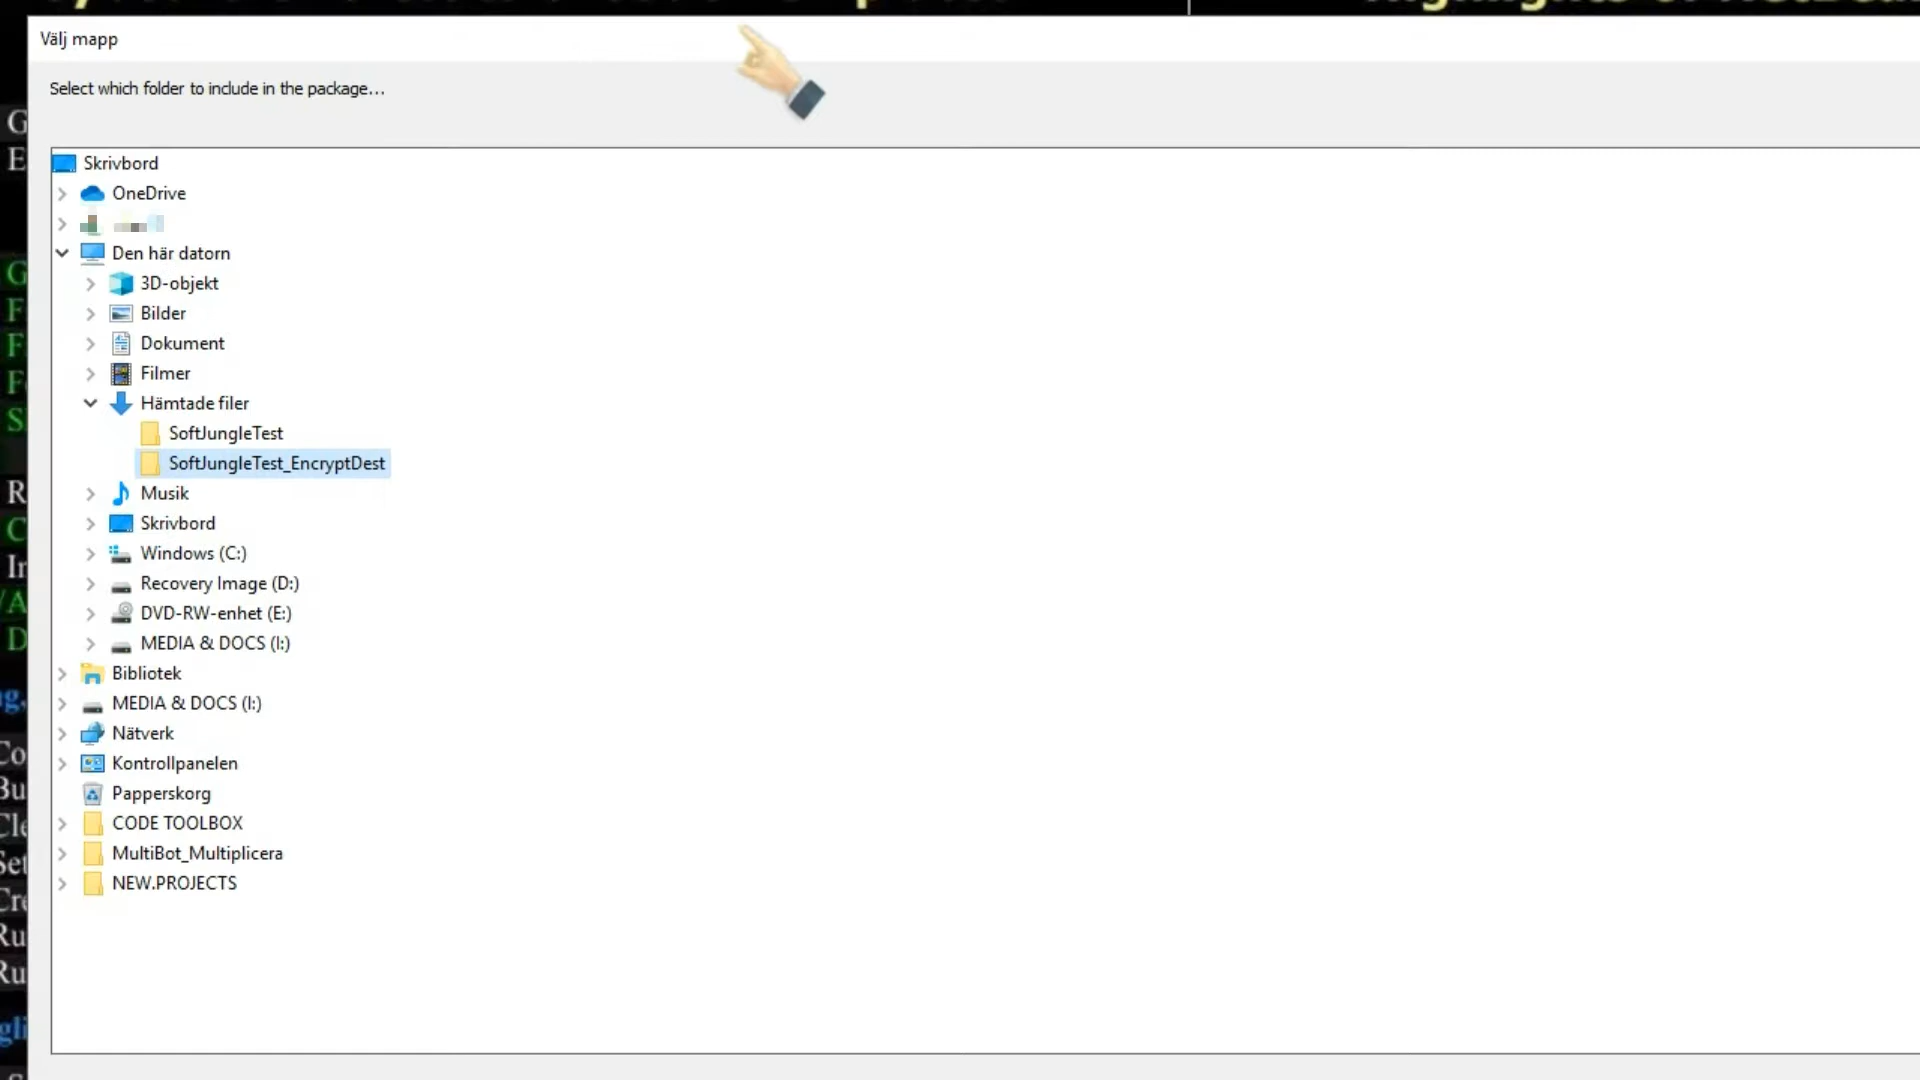 Välj mapp
Select which folder to include in the package...
Skrivbord
OneDrive
Den här datorn
3D-objekt
Bilder
Dokument
Filmer
Hämtade filer
SoftJungleTest
SoftJungleTest_EncryptDest
Musik
Skrivbord
Windows (C:)
Recovery Image (D:)
DVD-RW-enhet (E:)
MEDIA & DOCS (I:)
Bibliotek
MEDIA & DOCS (I:)
Nätverk
Kontrollpanelen
Papperskorg
CODE TOOLBOX
MultiBot_Multiplicera
NEW.PROJECTS